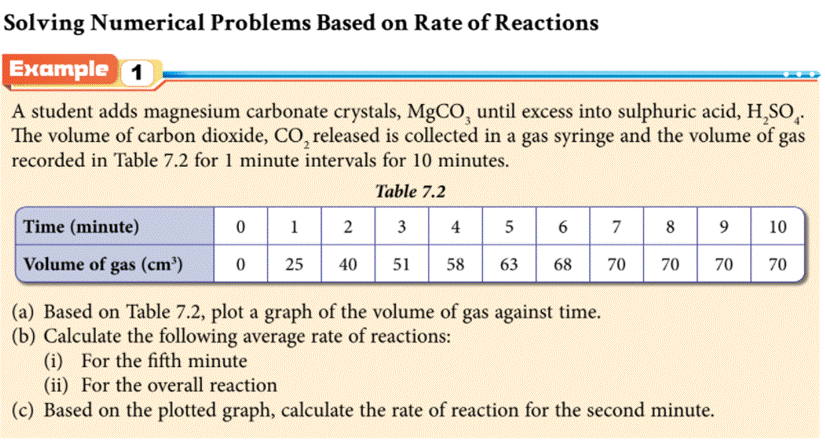 Solving Numerical Problems Based on Rate of Reactions
Example 1
A student adds magnesium carbonate crystals, MgCO₃ until excess into sulphuric acid, H₂SO₄.
The volume of carbon dioxide, CO₂ released is collected in a gas syringe and the volume of gas
recorded in Table 7.2 for 1 minute intervals for 10 minutes.
Table 7.2
Time (minute) 0 1 2 3 4 5 6 7 8 9 10
Volume of gas (cm³) 0 25 40 51 58 63 68 70 70 70 70
(a) Based on Table 7.2, plot a graph of the volume of gas against time.
(b) Calculate the following average rate of reactions:
(i) For the fifth minute
(ii) For the overall reaction
(c) Based on the plotted graph, calculate the rate of reaction for the second minute.